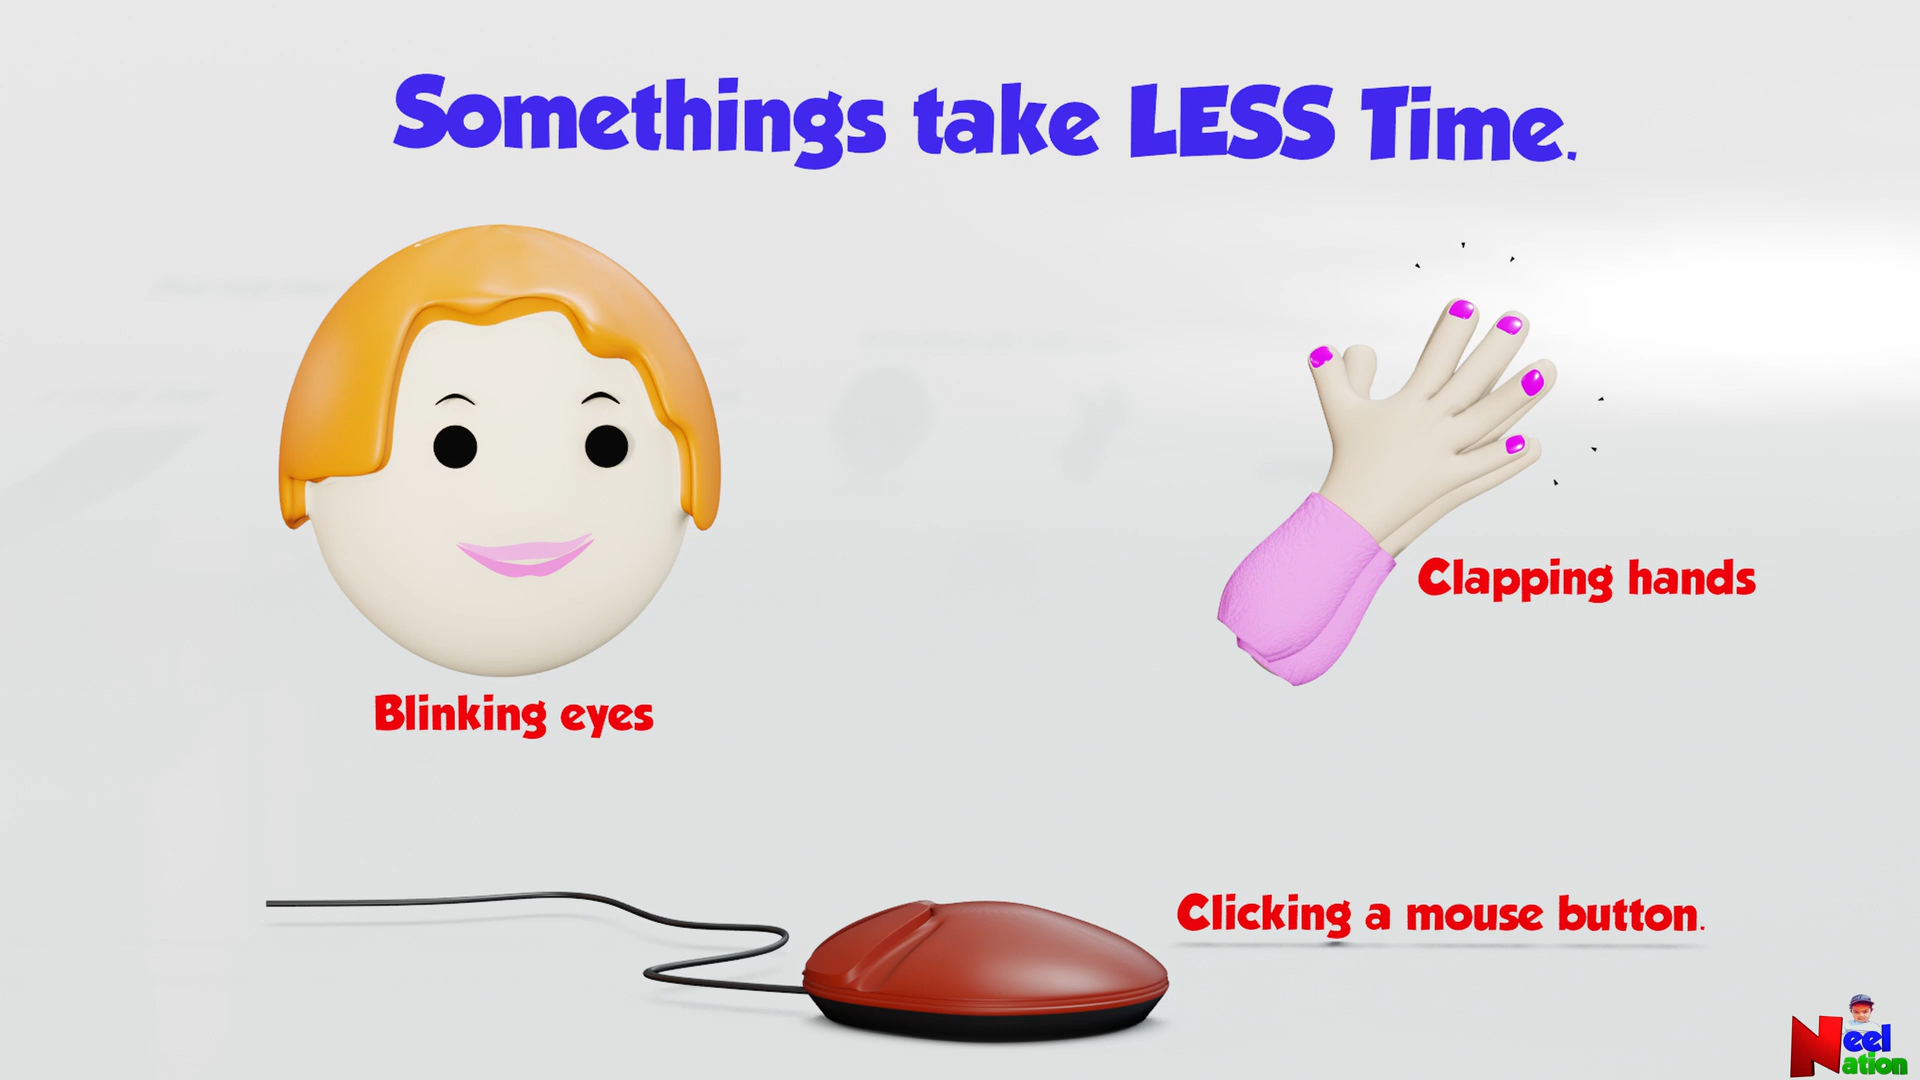 Somethings take LESS Time.
Clapping hands
Blinking eyes
Clicking a mouse button.
Neel
Nation